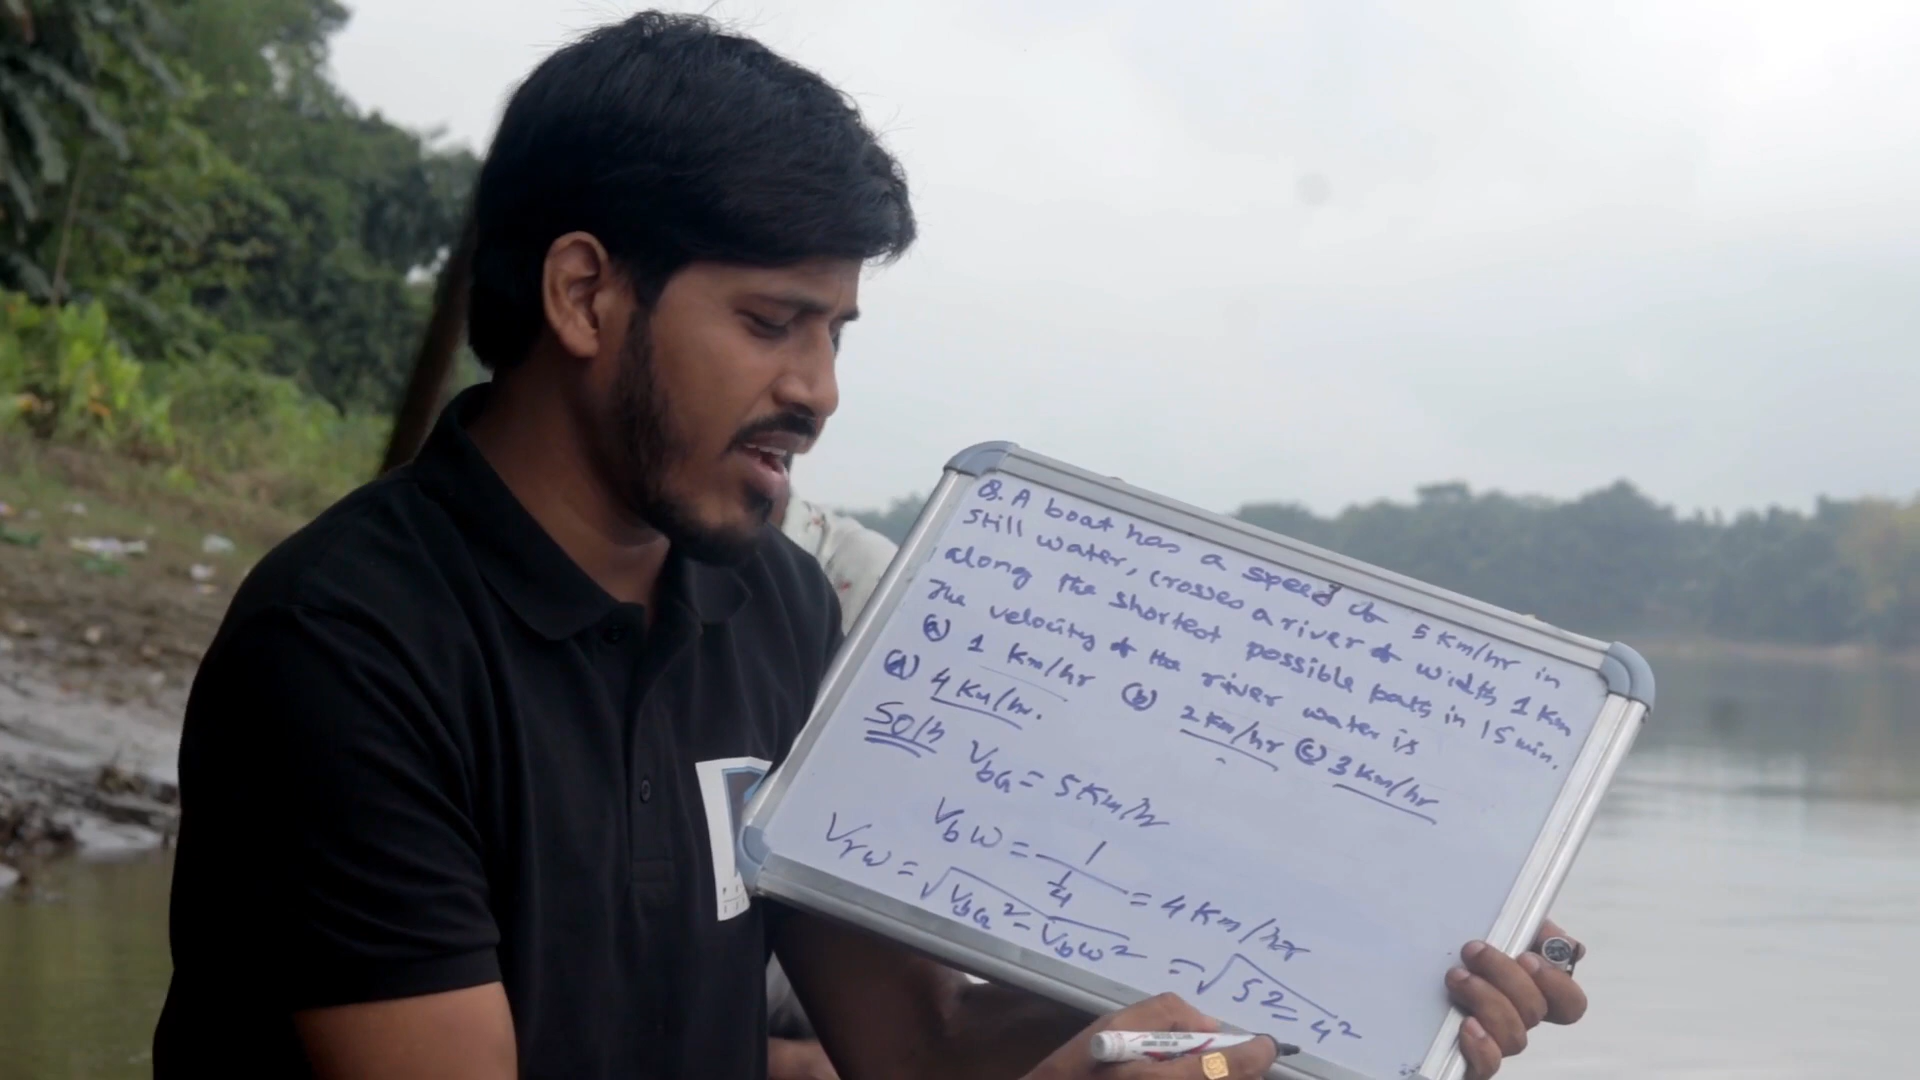 Q. A boat has a speed of 5 km/hr in
still water, crosses a river of width 1 km
along the shortest possible path in 15 min.
The velocity of the river water is
(a) 1 km/hr (b) 2 km/hr (c) 3 km/hr
(d) 4 km/hr.
Soln
VbG = 5 km/hr
Vbw = 1/¼ = 4 km/hr
Vrw = √VbG²-Vbw² = √5²-4²